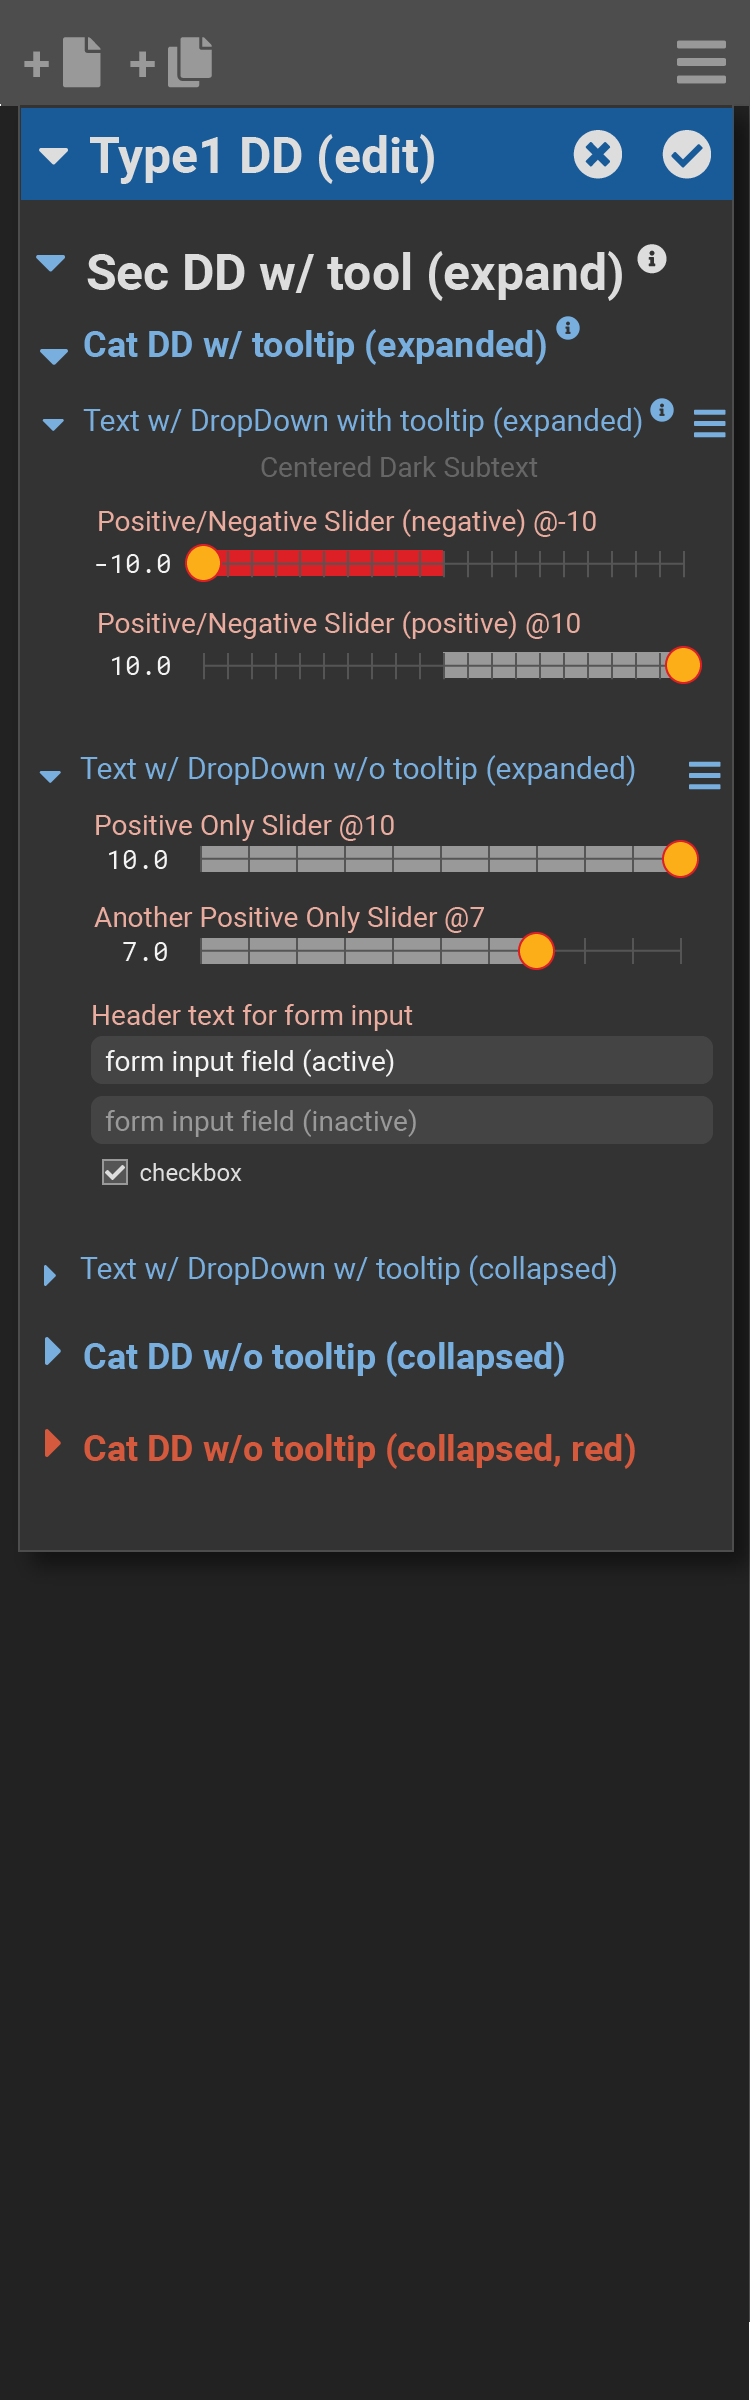 Type1 DD (edit)
Sec DD w/ tool (expand)
Cat DD w/ tooltip (expanded)
Text w/ DropDown with tooltip (expanded)
Centered Dark Subtext
Positive/Negative Slider (negative) @-10
-10.0
Positive/Negative Slider (positive) @10
10.0
Text w/ DropDown w/o tooltip (expanded)
Positive Only Slider @10
10.0
Another Positive Only Slider @7
7.0
Header text for form input
form input field (active)
form input field (inactive)
checkbox
Text w/ DropDown w/ tooltip (collapsed)
Cat DD w/o tooltip (collapsed)
Cat DD w/o tooltip (collapsed, red)